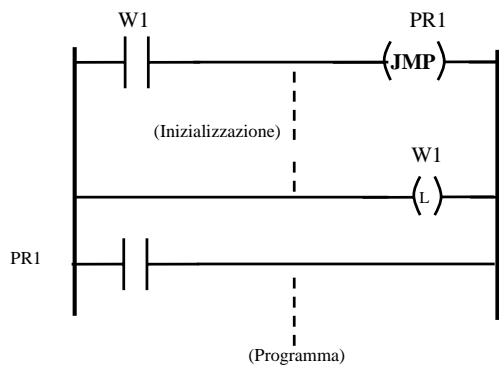 W1 PR1
JMP
(Inizializzazione)
W1
L
PR1
(Programma)